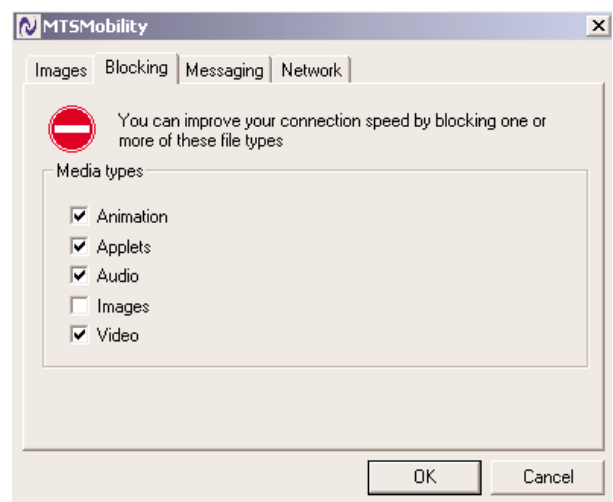 MTSMobility
Images Blocking Messaging Network
You can improve your connection speed by blocking one or
more of these file types
Media types
Animation
Applets
Audio
Images
Video
OK Cancel